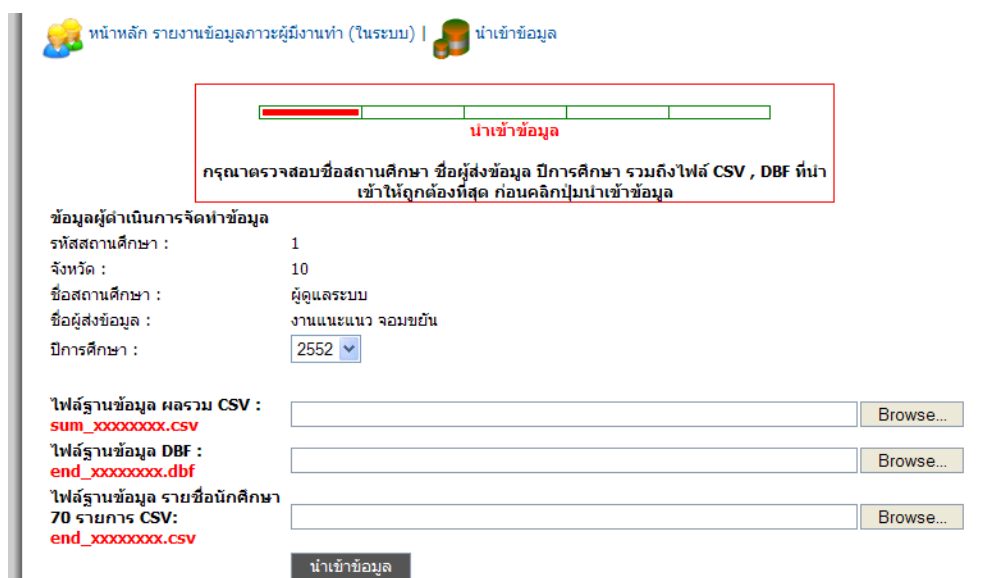 หน้าหลัก รายงานข้อมูลภาวะผู้มีงานทำ (ในระบบ) | นำเข้าข้อมูล
นำเข้าข้อมูล
กรุณาตรวจสอบชื่อสถานศึกษา ชื่อผู้ส่งข้อมูล ปีการศึกษา รวมถึงไฟล์ CSV , DBF ที่นำ
เข้าให้ถูกต้องที่สุด ก่อนคลิกปุ่มนำเข้าข้อมูล
ข้อมูลผู้ดำเนินการจัดทำข้อมูล
รหัสสถานศึกษา : 1
จังหวัด : 10
ชื่อสถานศึกษา : ผู้ดูแลระบบ
ชื่อผู้ส่งข้อมูล : งานแนะแนว จอมขยัน
ปีการศึกษา : 2552
ไฟล์ฐานข้อมูล ผลรวม CSV :
sum_xxxxxxxx.csv Browse...
ไฟล์ฐานข้อมูล DBF :
end_xxxxxxxx.dbf Browse...
ไฟล์ฐานข้อมูล รายชื่อนักศึกษา
70 รายการ CSV: Browse...
end_xxxxxxxx.csv
นำเข้าข้อมูล